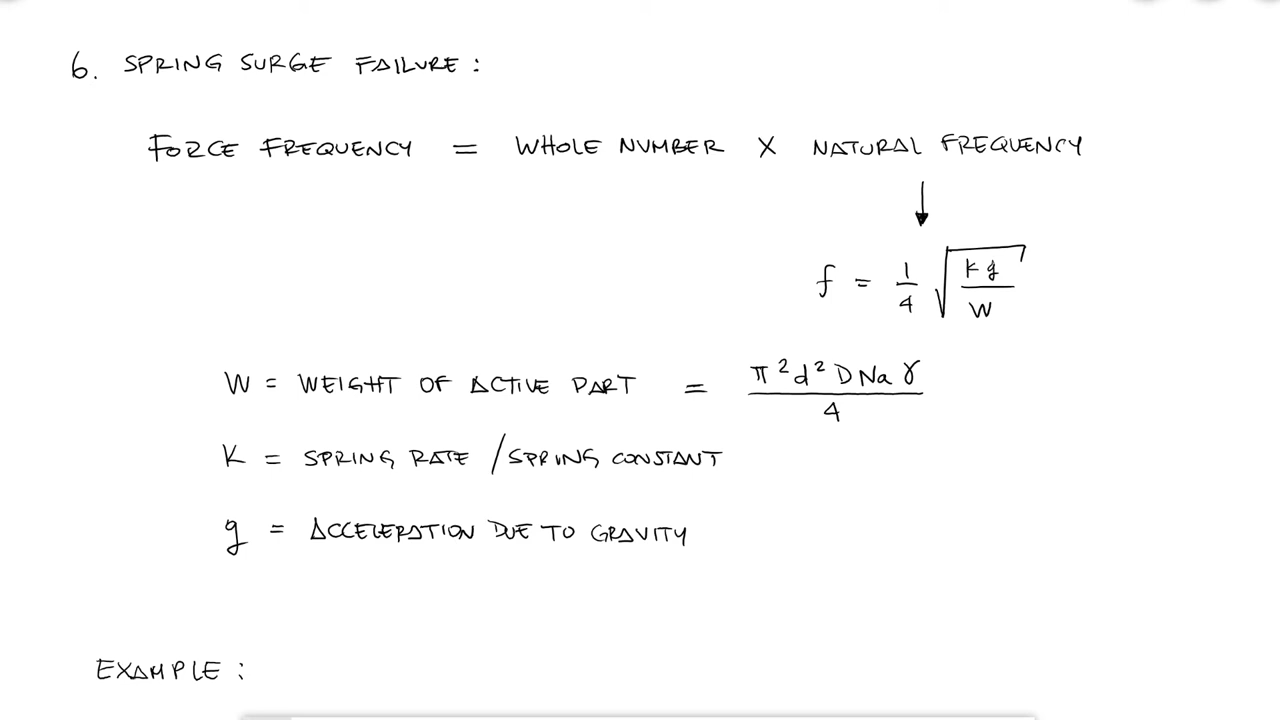 6. SPRING SURGE FAILURE :
FORCE FREQUENCY = WHOLE NUMBER X NATURAL FREQUENCY
↓
f = 1/4 √(kg/W)
W = WEIGHT OF ACTIVE PART = π²d²DNaγ/4
K = SPRING RATE / SPRING CONSTANT
g = ACCELERATION DUE TO GRAVITY
EXAMPLE :